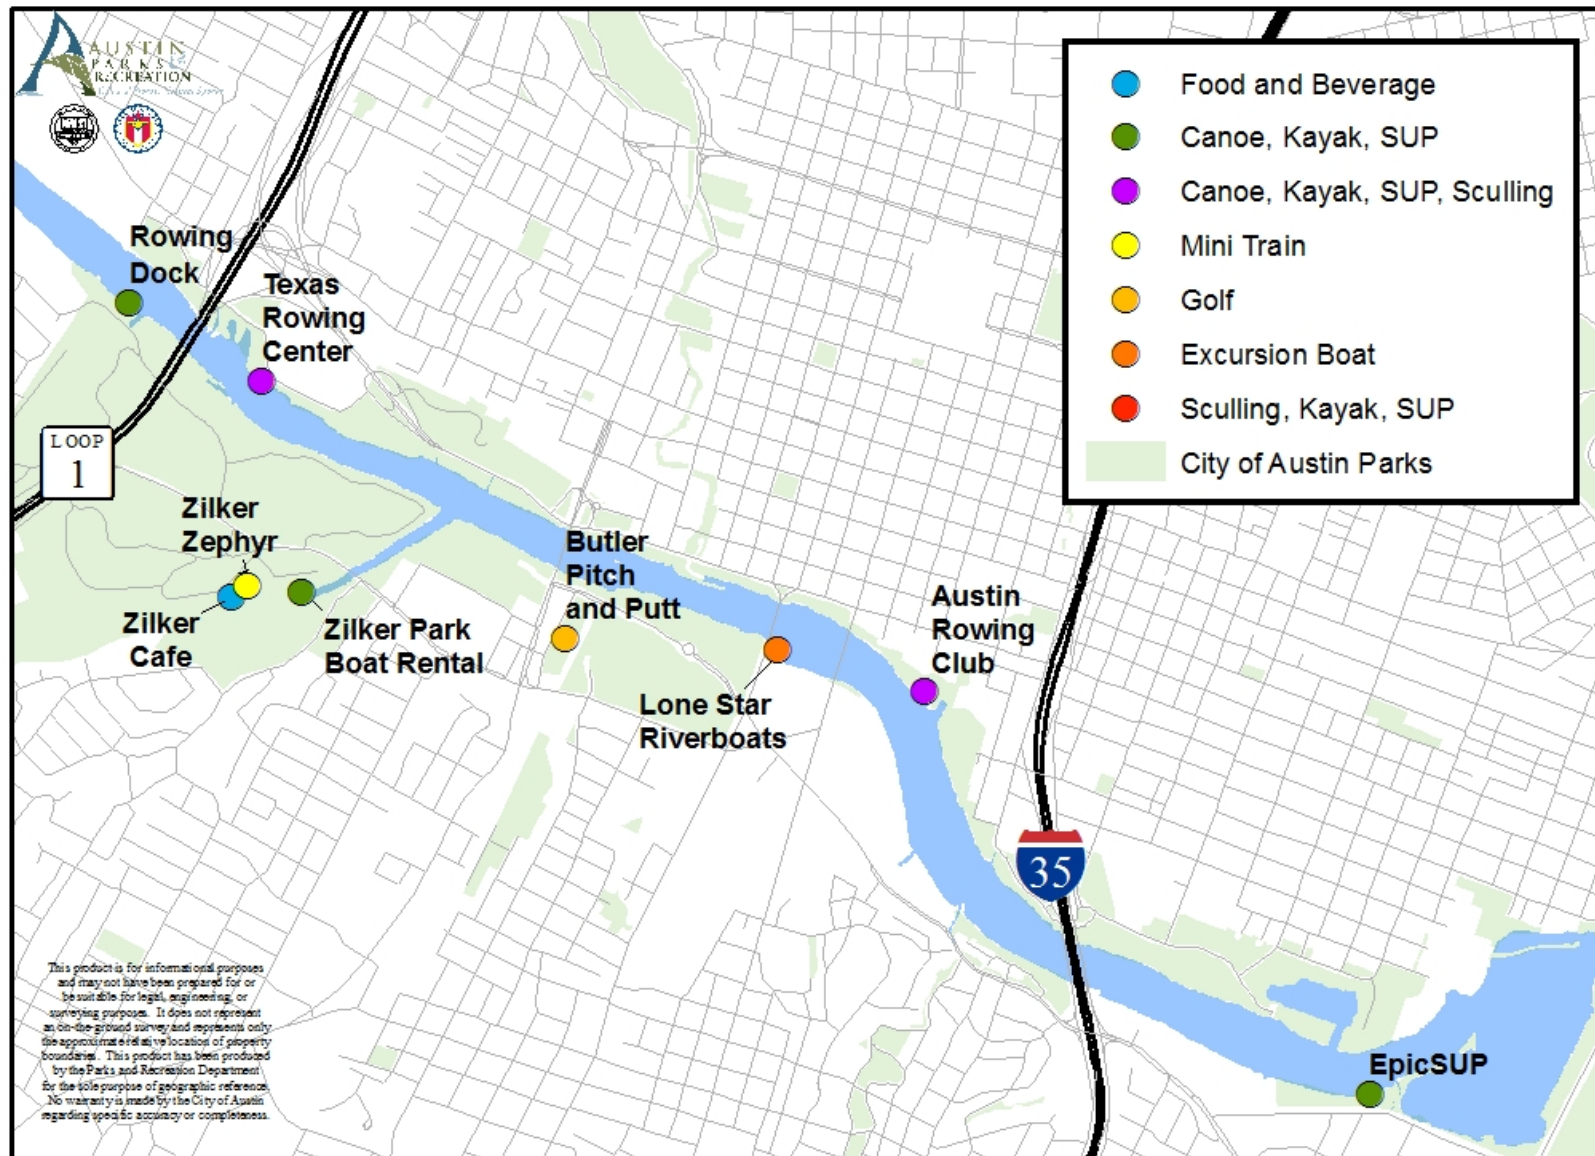 AUSTIN
PARKS
RECREATION
Food and Beverage
Canoe, Kayak, SUP
Canoe, Kayak, SUP, Sculling
Mini Train
Golf
Excursion Boat
Sculling, Kayak, SUP
City of Austin Parks
Rowing
Dock
Texas
Rowing
Center
LOOP
1
Zilker
Zephyr
Zilker
Cafe
Zilker Park
Boat Rental
Butler
Pitch
and Putt
Lone Star
Riverboats
Austin
Rowing
Club
35
EpicSUP
This product is for informational purposes
and may not have been prepared for or
be suitable for legal, engineering, or
surveying purposes. It does not represent
an on-the-ground survey and represents only
the approximate relative location of property
boundaries. This product has been produced
by the Parks and Recreation Department
for the sole purpose of geographic reference.
No warranty is made by the City of Austin
regarding specific accuracy or completeness.